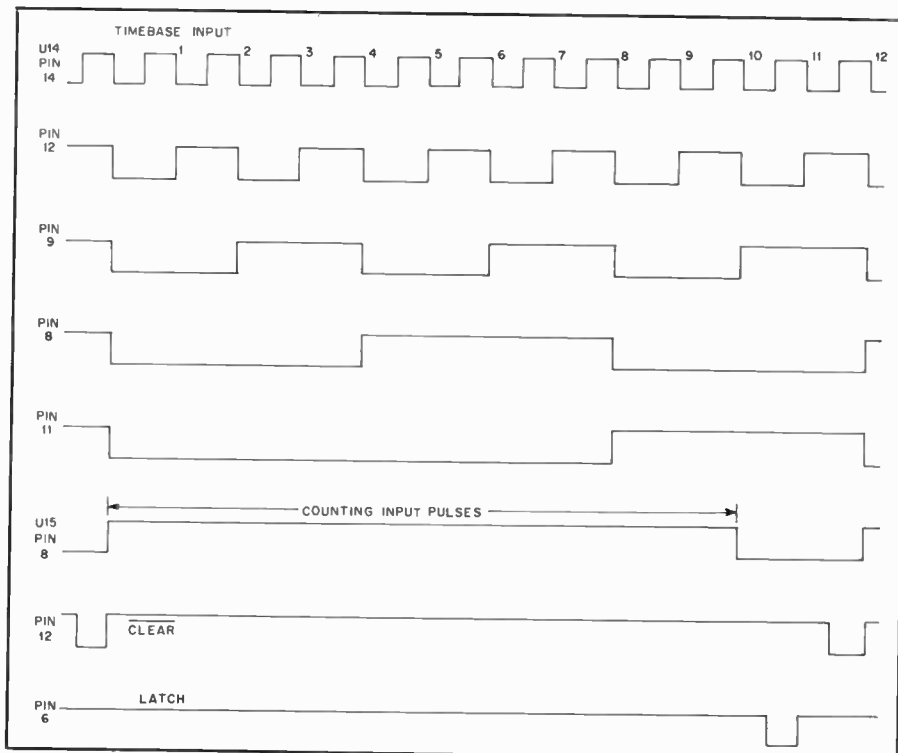 TIMEBASE INPUT
U14
PIN
14
1 2 3 4 5 6 7 8 9 10 11 12
PIN
12
PIN
9
PIN
8
PIN
11
COUNTING INPUT PULSES
U15
PIN
8
PIN
12
CLEAR
PIN
6
LATCH